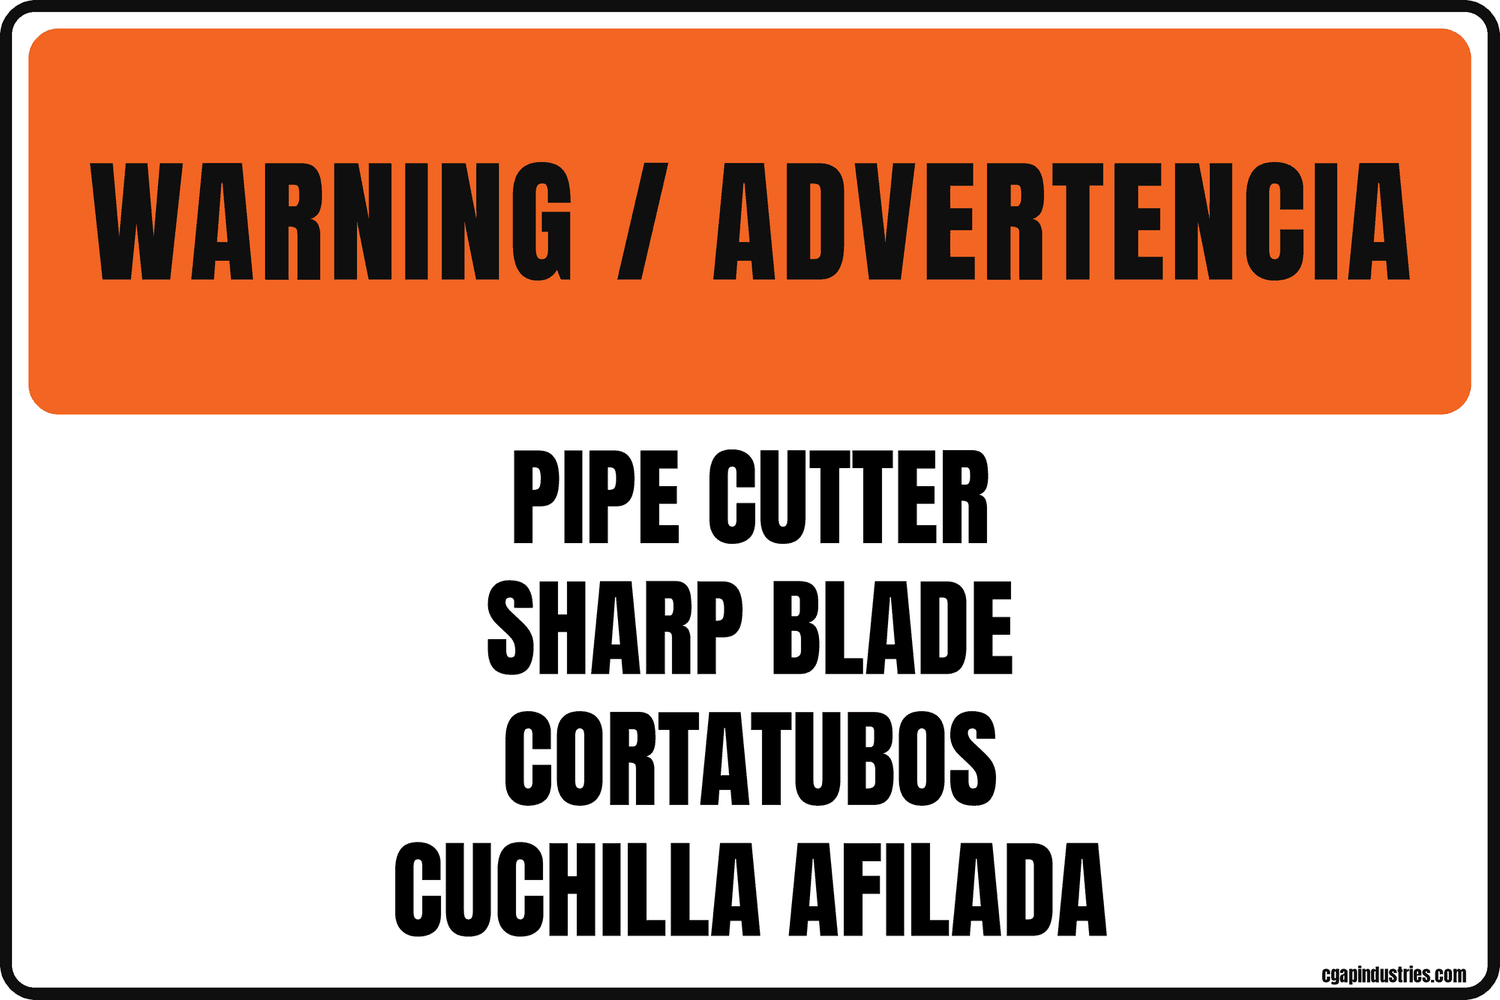 WARNING / ADVERTENCIA
PIPE CUTTER
SHARP BLADE
CORTATUBOS
CUCHILLA AFILADA
cgapindustries.com